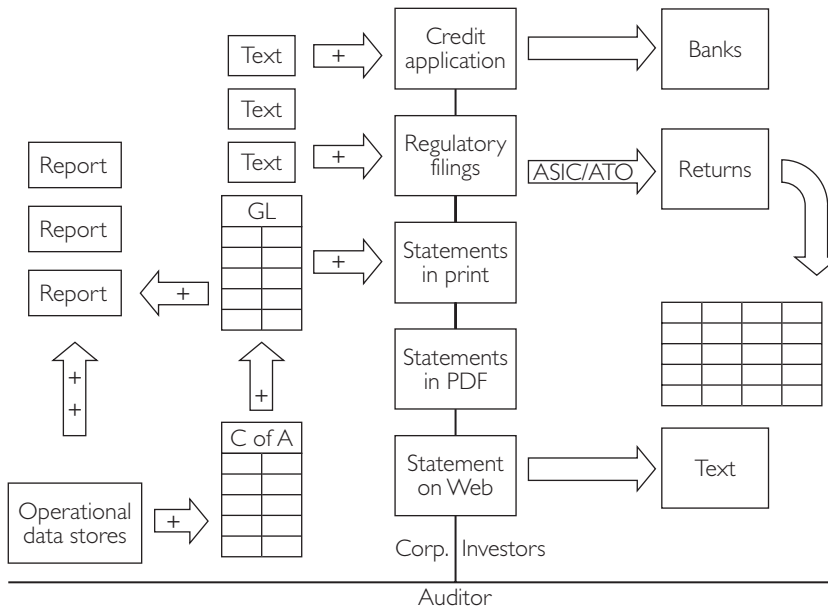 Text
+
Credit
application
Banks
Text
Report
Text
+
Regulatory
filings
ASIC/ATO
Returns
Report
GL
+
Statements
in print
Report
+
+
+
+
Statements
in PDF
C of A
Operational
data stores
+
Statement
on Web
Text
Corp.
Investors
Auditor